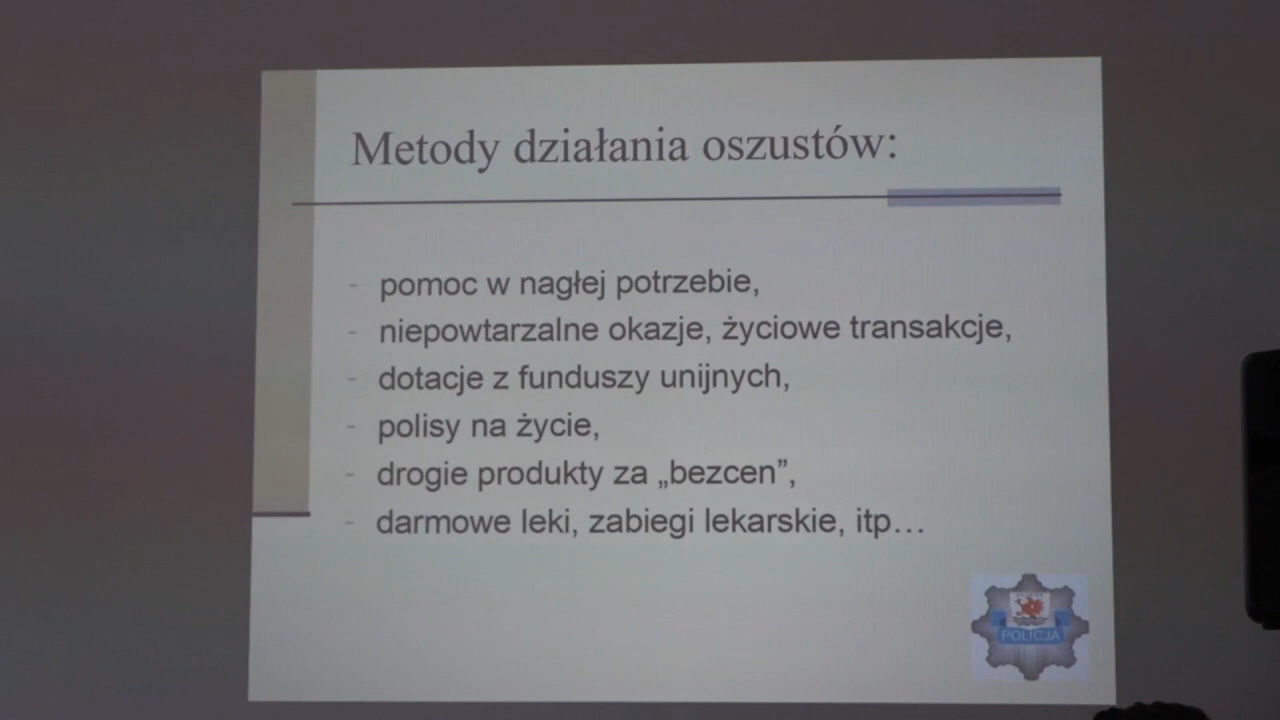 Metody działania oszustów:
- pomoc w nagłej potrzebie,
- niepowtarzalne okazje, życiowe transakcje,
- dotacje z funduszy unijnych,
- polisy na życie,
- drogie produkty za „bezcen”,
- darmowe leki, zabiegi lekarskie, itp…
POLICJA